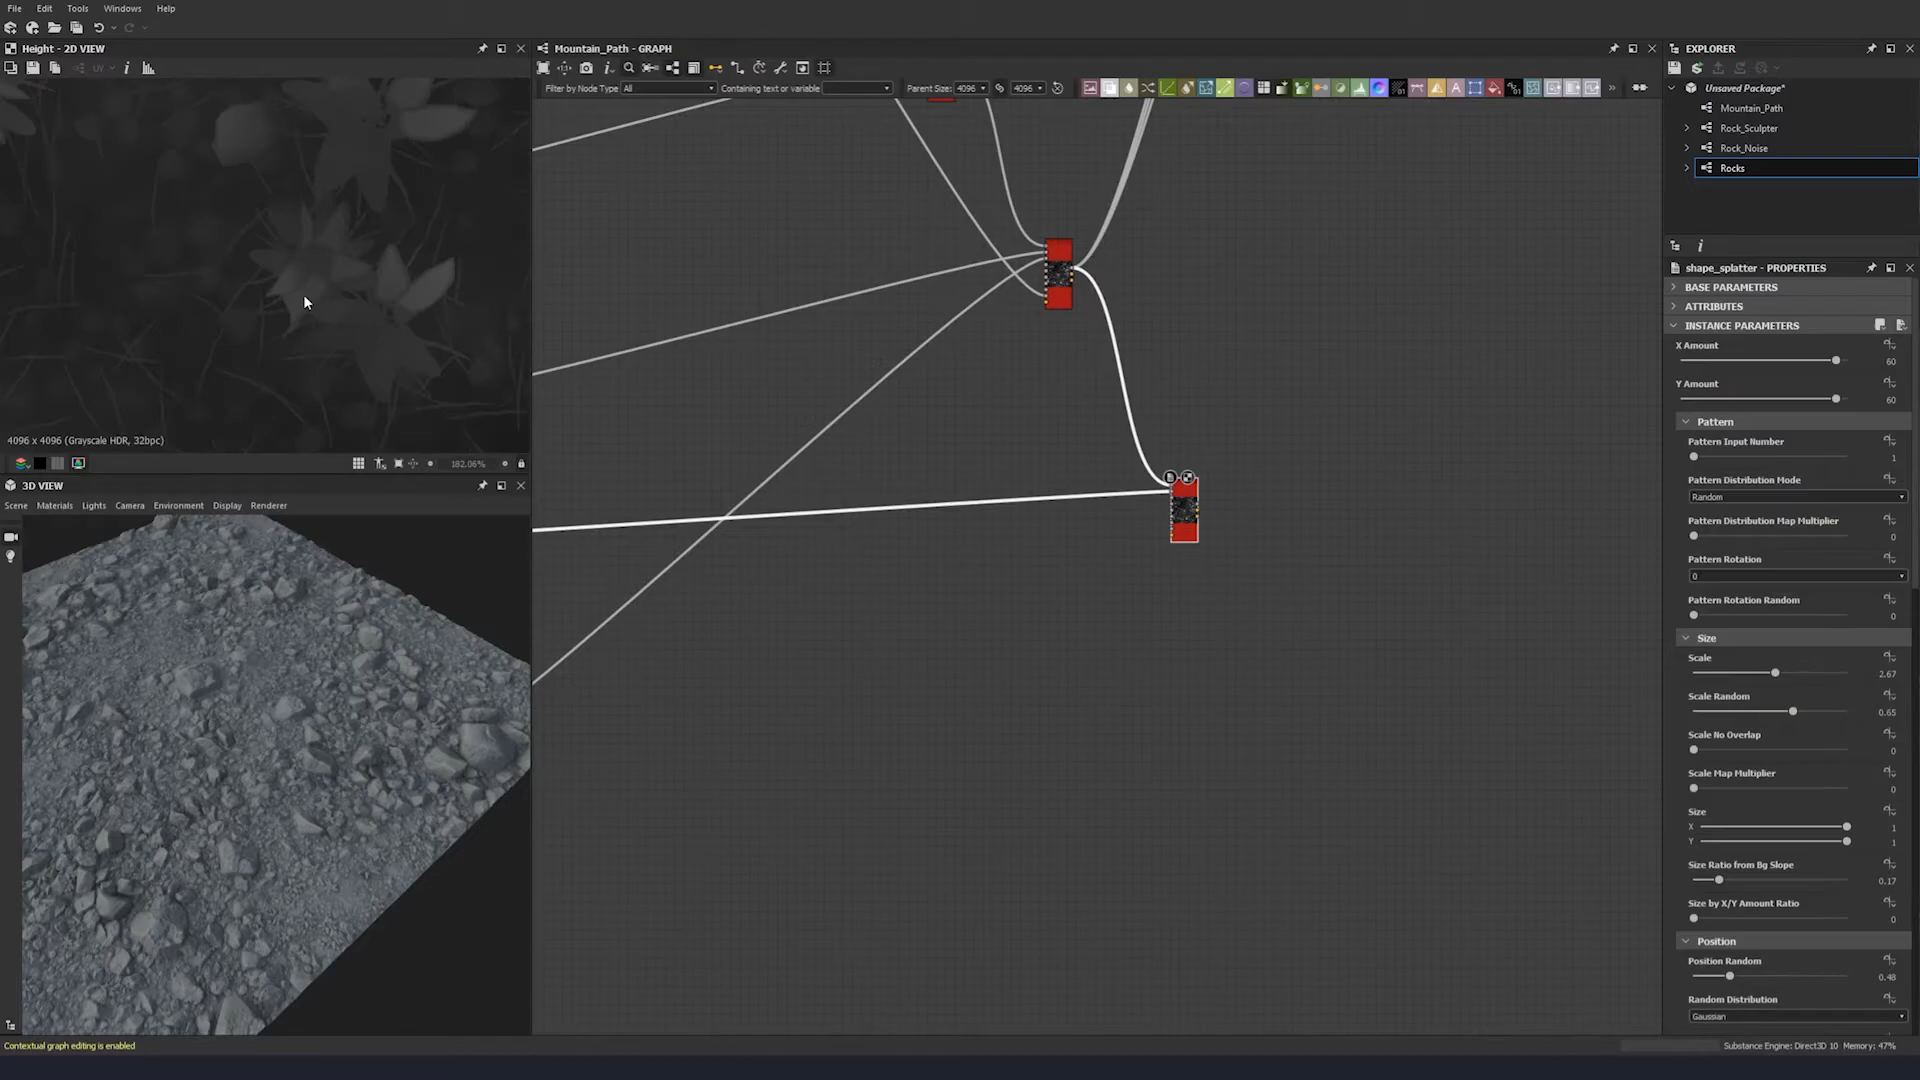 File Edit Tools Windows Help
Height - 2D VIEW
UV
4096 x 4096 (Grayscale HDR, 32bpc)
182.06%
3D VIEW
Scene Materials Lights Camera Environment Display Renderer
Contextual graph editing is enabled
Mountain_Path - GRAPH
Filter by Node Type All Containing text or variable Parent Size: 4096 4096
EXPLORER
Unsaved Package*
Mountain_Path
Rock_Sculpter
Rock_Noise
Rocks
shape_splatter - PROPERTIES
BASE PARAMETERS
ATTRIBUTES
INSTANCE PARAMETERS
X Amount
60
Y Amount
60
Pattern
Pattern Input Number
1
Pattern Distribution Mode
Random
Pattern Distribution Map Multiplier
0
Pattern Rotation
0
Pattern Rotation Random
0
Size
Scale
2.67
Scale Random
0.65
Scale No Overlap
0
Scale Map Multiplier
0
Size
X 1
Y 1
Size Ratio from Bg Slope
0.17
Size by X/Y Amount Ratio
0
Position
Position Random
0.48
Random Distribution
Gaussian
Substance Engine: Direct3D 10 Memory: 47%